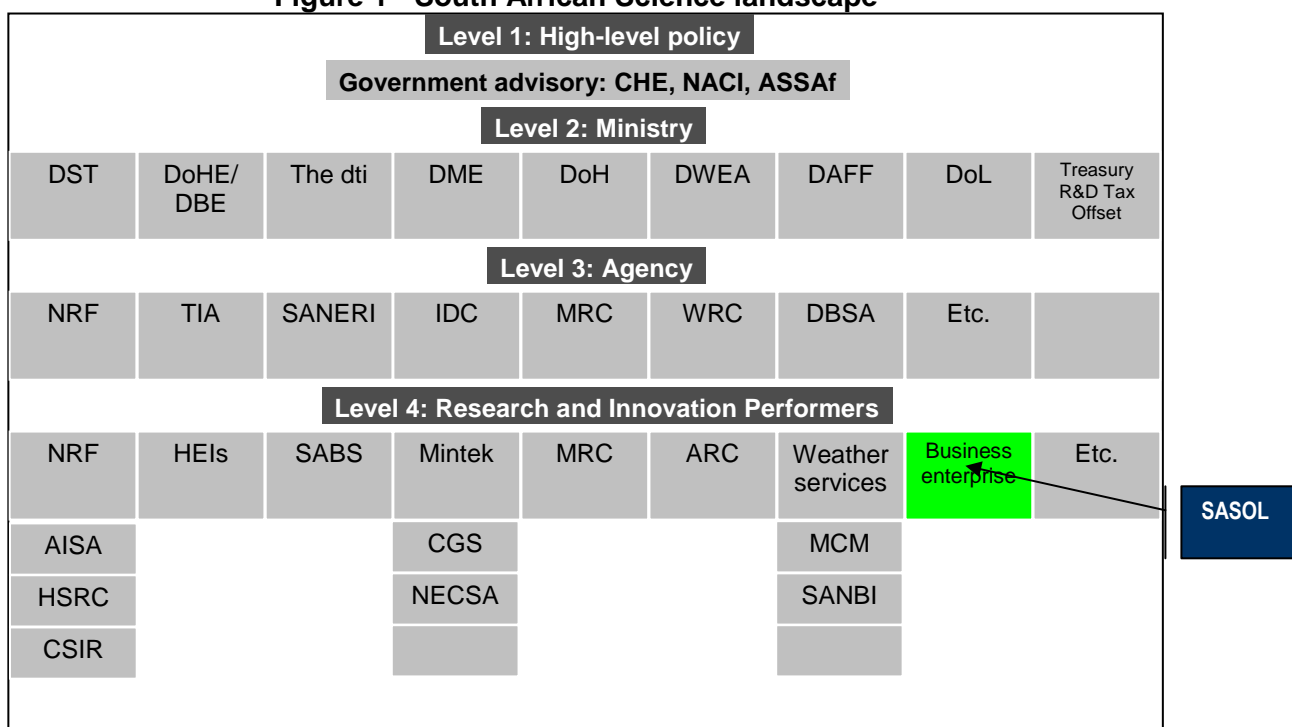 Figure 1 - South African Science landscape
Level 1: High-level policy
Government advisory: CHE, NACI, ASSAf
Level 2: Ministry
DST
DoHE/
DBE
The dti
DME
DoH
DWEA
DAFF
DoL
Treasury
R&D Tax
Offset
Level 3: Agency
NRF
TIA
SANERI
IDC
MRC
WRC
DBSA
Etc.
Level 4: Research and Innovation Performers
NRF
HEIs
SABS
Mintek
MRC
ARC
Weather
services
Business
enterprise
Etc.
SASOL
AISA
CGS
MCM
HSRC
NECSA
SANBI
CSIR